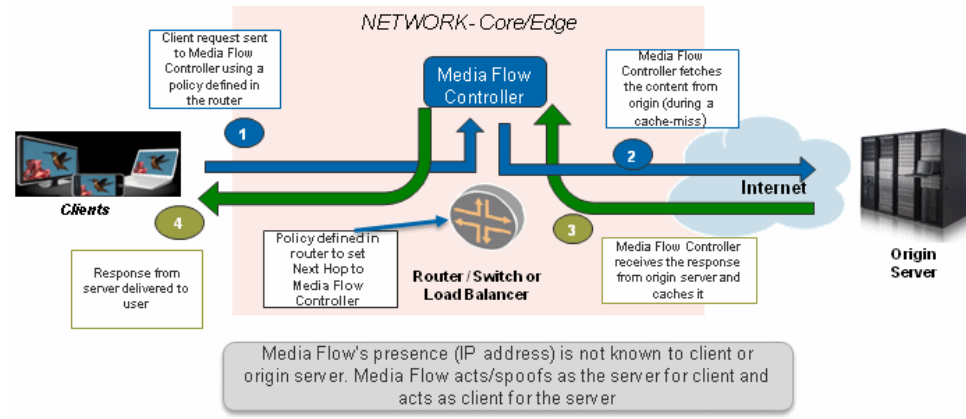 NETWORK- Core/Edge
Client request sent
to Media Flow
Controller using a
policy defined in
the router
Media Flow
Controller
Media Flow
Controller fetches
the content from
origin (during a
cache-miss)
1
2
Internet
Clients
4
3
Response from
server delivered to
user
Policy defined in
router to set
Next Hop to
Media Flow
Controller
Router / Switch or
Load Balancer
Media Flow Controller
receives the response
from origin server and
caches it
Origin
Server
Media Flow's presence (IP address) is not known to client or
origin server. Media Flow acts/spoofs as the server for client and
acts as client for the server